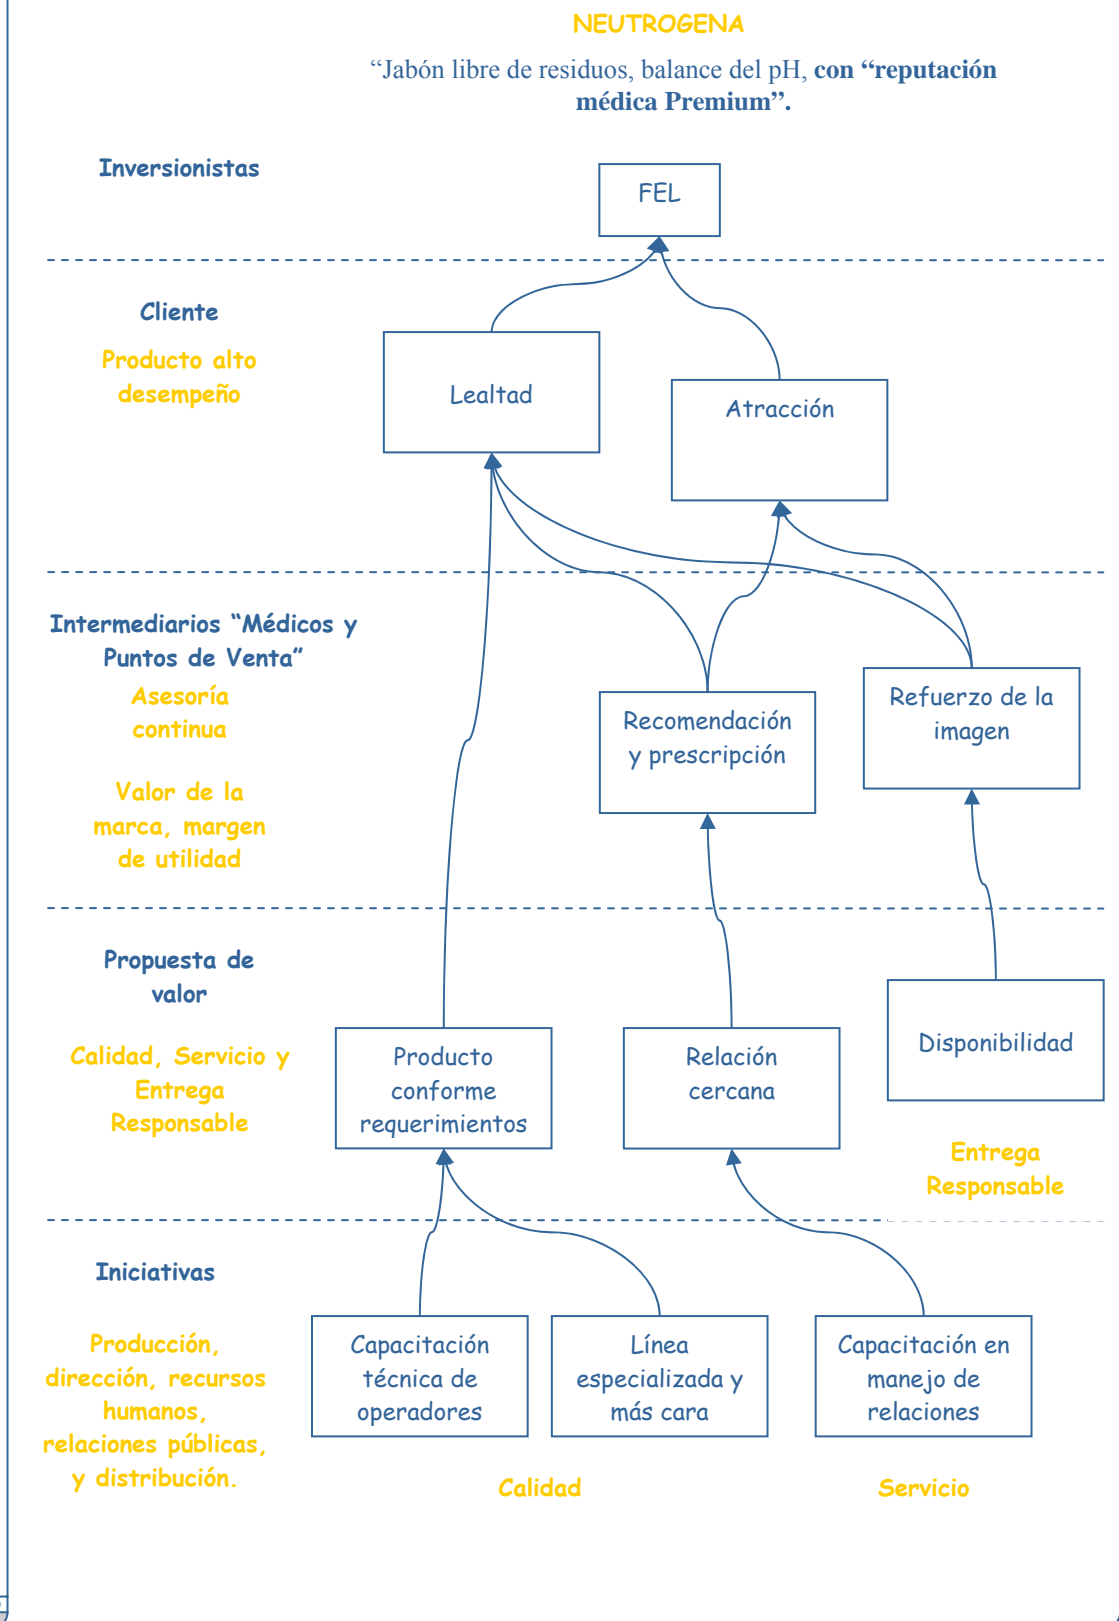 NEUTROGENA
“Jabón libre de residuos, balance del pH, con “reputación
médica Premium”.
Inversionistas
FEL
Cliente
Producto alto
desempeño
Lealtad
Atracción
Intermediarios “Médicos y
Puntos de Venta”
Asesoría
continua
Valor de la
marca, margen
de utilidad
Recomendación
y prescripción
Refuerzo de la
imagen
Propuesta de
valor
Calidad, Servicio y
Entrega
Responsable
Producto
conforme
requerimientos
Relación
cercana
Disponibilidad
Entrega
Responsable
Iniciativas
Producción,
dirección, recursos
humanos,
relaciones públicas,
y distribución.
Capacitación
técnica de
operadores
Línea
especializada y
más cara
Capacitación en
manejo de
relaciones
Calidad
Servicio